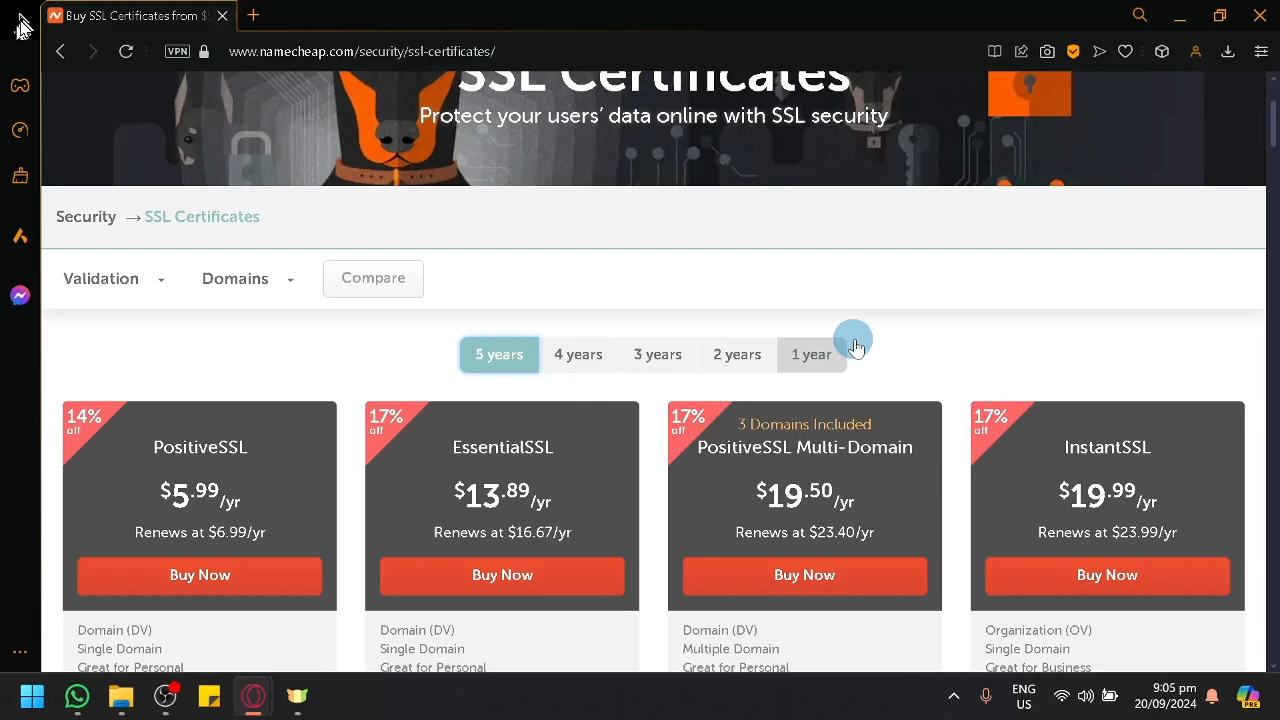 Buy SSL Certificates from $
VPN
www.namecheap.com/security/ssl-certificates/
SSL Certificates
Protect your users' data online with SSL security
Security → SSL Certificates
Validation
Domains
Compare
5 years
4 years
3 years
2 years
1 year
14%
off
PositiveSSL
$5.99/yr
Renews at $6.99/yr
Buy Now
Domain (DV)
Single Domain
Great for Personal
17%
off
EssentialSSL
$13.89/yr
Renews at $16.67/yr
Buy Now
Domain (DV)
Single Domain
Great for Personal
17%
off
3 Domains Included
PositiveSSL Multi-Domain
$19.50/yr
Renews at $23.40/yr
Buy Now
Domain (DV)
Multiple Domain
Great for Personal
17%
off
InstantSSL
$19.99/yr
Renews at $23.99/yr
Buy Now
Organization (OV)
Single Domain
Great for Business
ENG
US
9:05 pm
20/09/2024
PRE